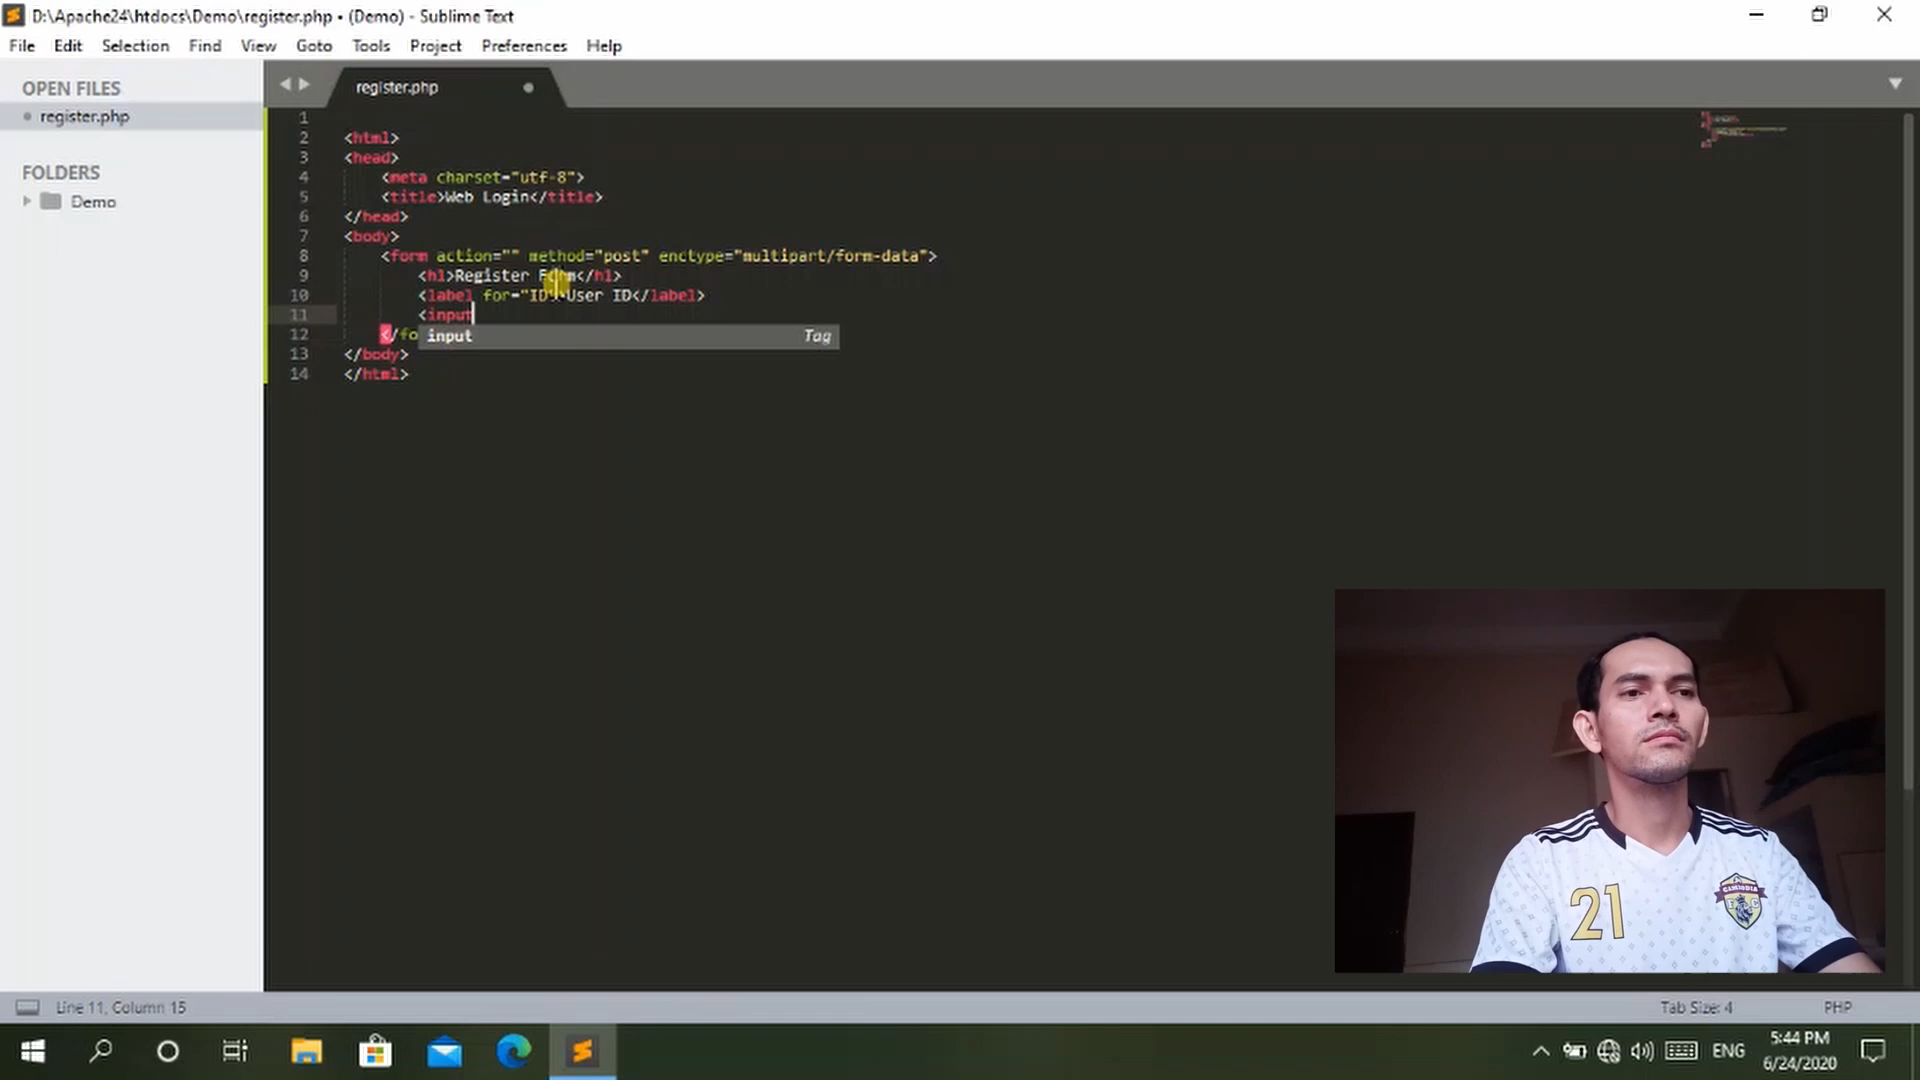 D:\Apache24\htdocs\Demo\register.php • (Demo) - Sublime Text
File Edit Selection Find View Goto Tools Project Preferences Help
OPEN FILES
register.php
FOLDERS
Demo
register.php
1
2 <html>
3 <head>
4 <meta charset="utf-8">
5 <title>Web Login</title>
6 </head>
7 <body>
8 <form action="" method="post" enctype="multipart/form-data">
9 <h1>Register Form</h1>
10 <label for="ID">User ID</label>
11 <input
input Tag
12 </fo
13 </body>
14 </html>
CAMBODIA
F C
21
Line 11, Column 15
Tab Size: 4 PHP
ENG
5:44 PM
6/24/2020